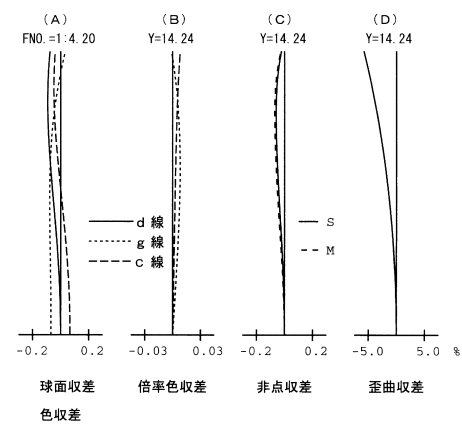 (A) (B) (C) (D)
FNO.=1:4.20 Y=14.24 Y=14.24 Y=14.24
d 線
g 線
c 線
S
M
-0.2 0.2 -0.03 0.03 -0.2 0.2 -5.0 5.0 %
球面収差 倍率色収差 非点収差 歪曲収差
色収差